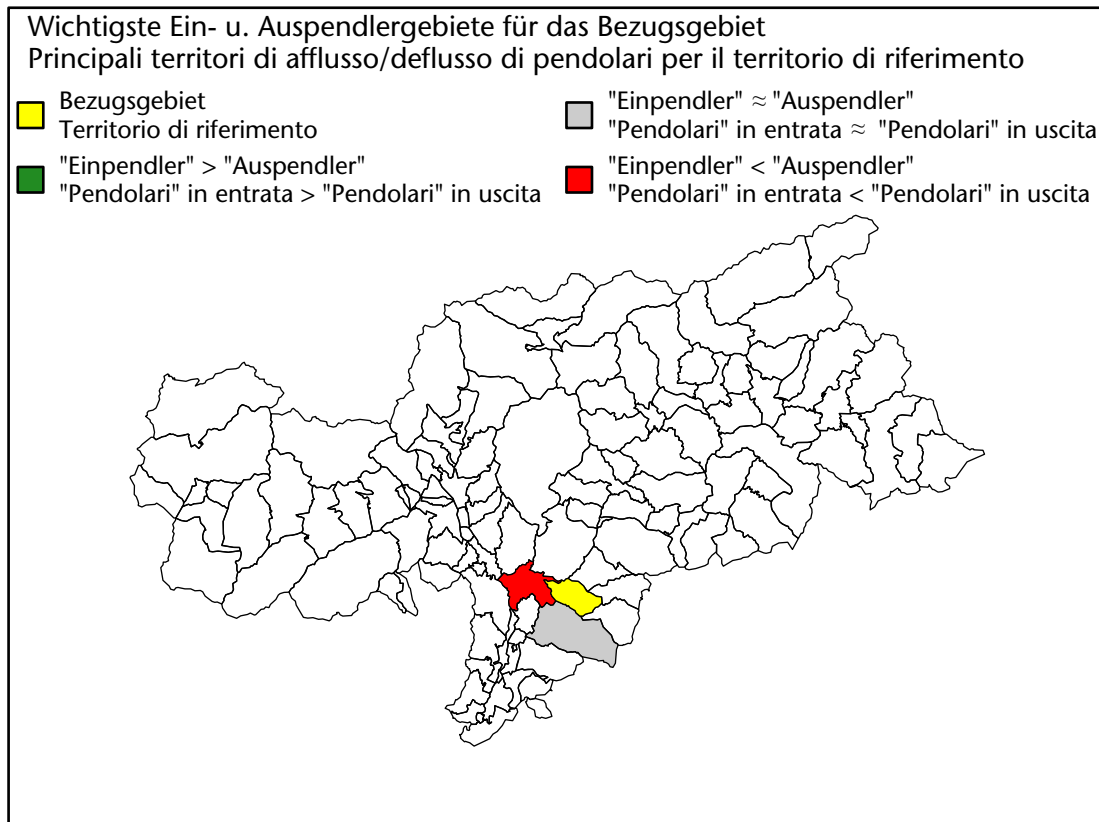 Wichtigste Ein- u. Auspendlergebiete für das Bezugsgebiet
Principali territori di afflusso/deflusso di pendolari per il territorio di riferimento
Bezugsgebiet
Territorio di riferimento
"Einpendler" > "Auspendler"
"Pendolari" in entrata > "Pendolari" in uscita
"Einpendler" ≈ "Auspendler"
"Pendolari" in entrata ≈ "Pendolari" in uscita
"Einpendler" < "Auspendler"
"Pendolari" in entrata < "Pendolari" in uscita